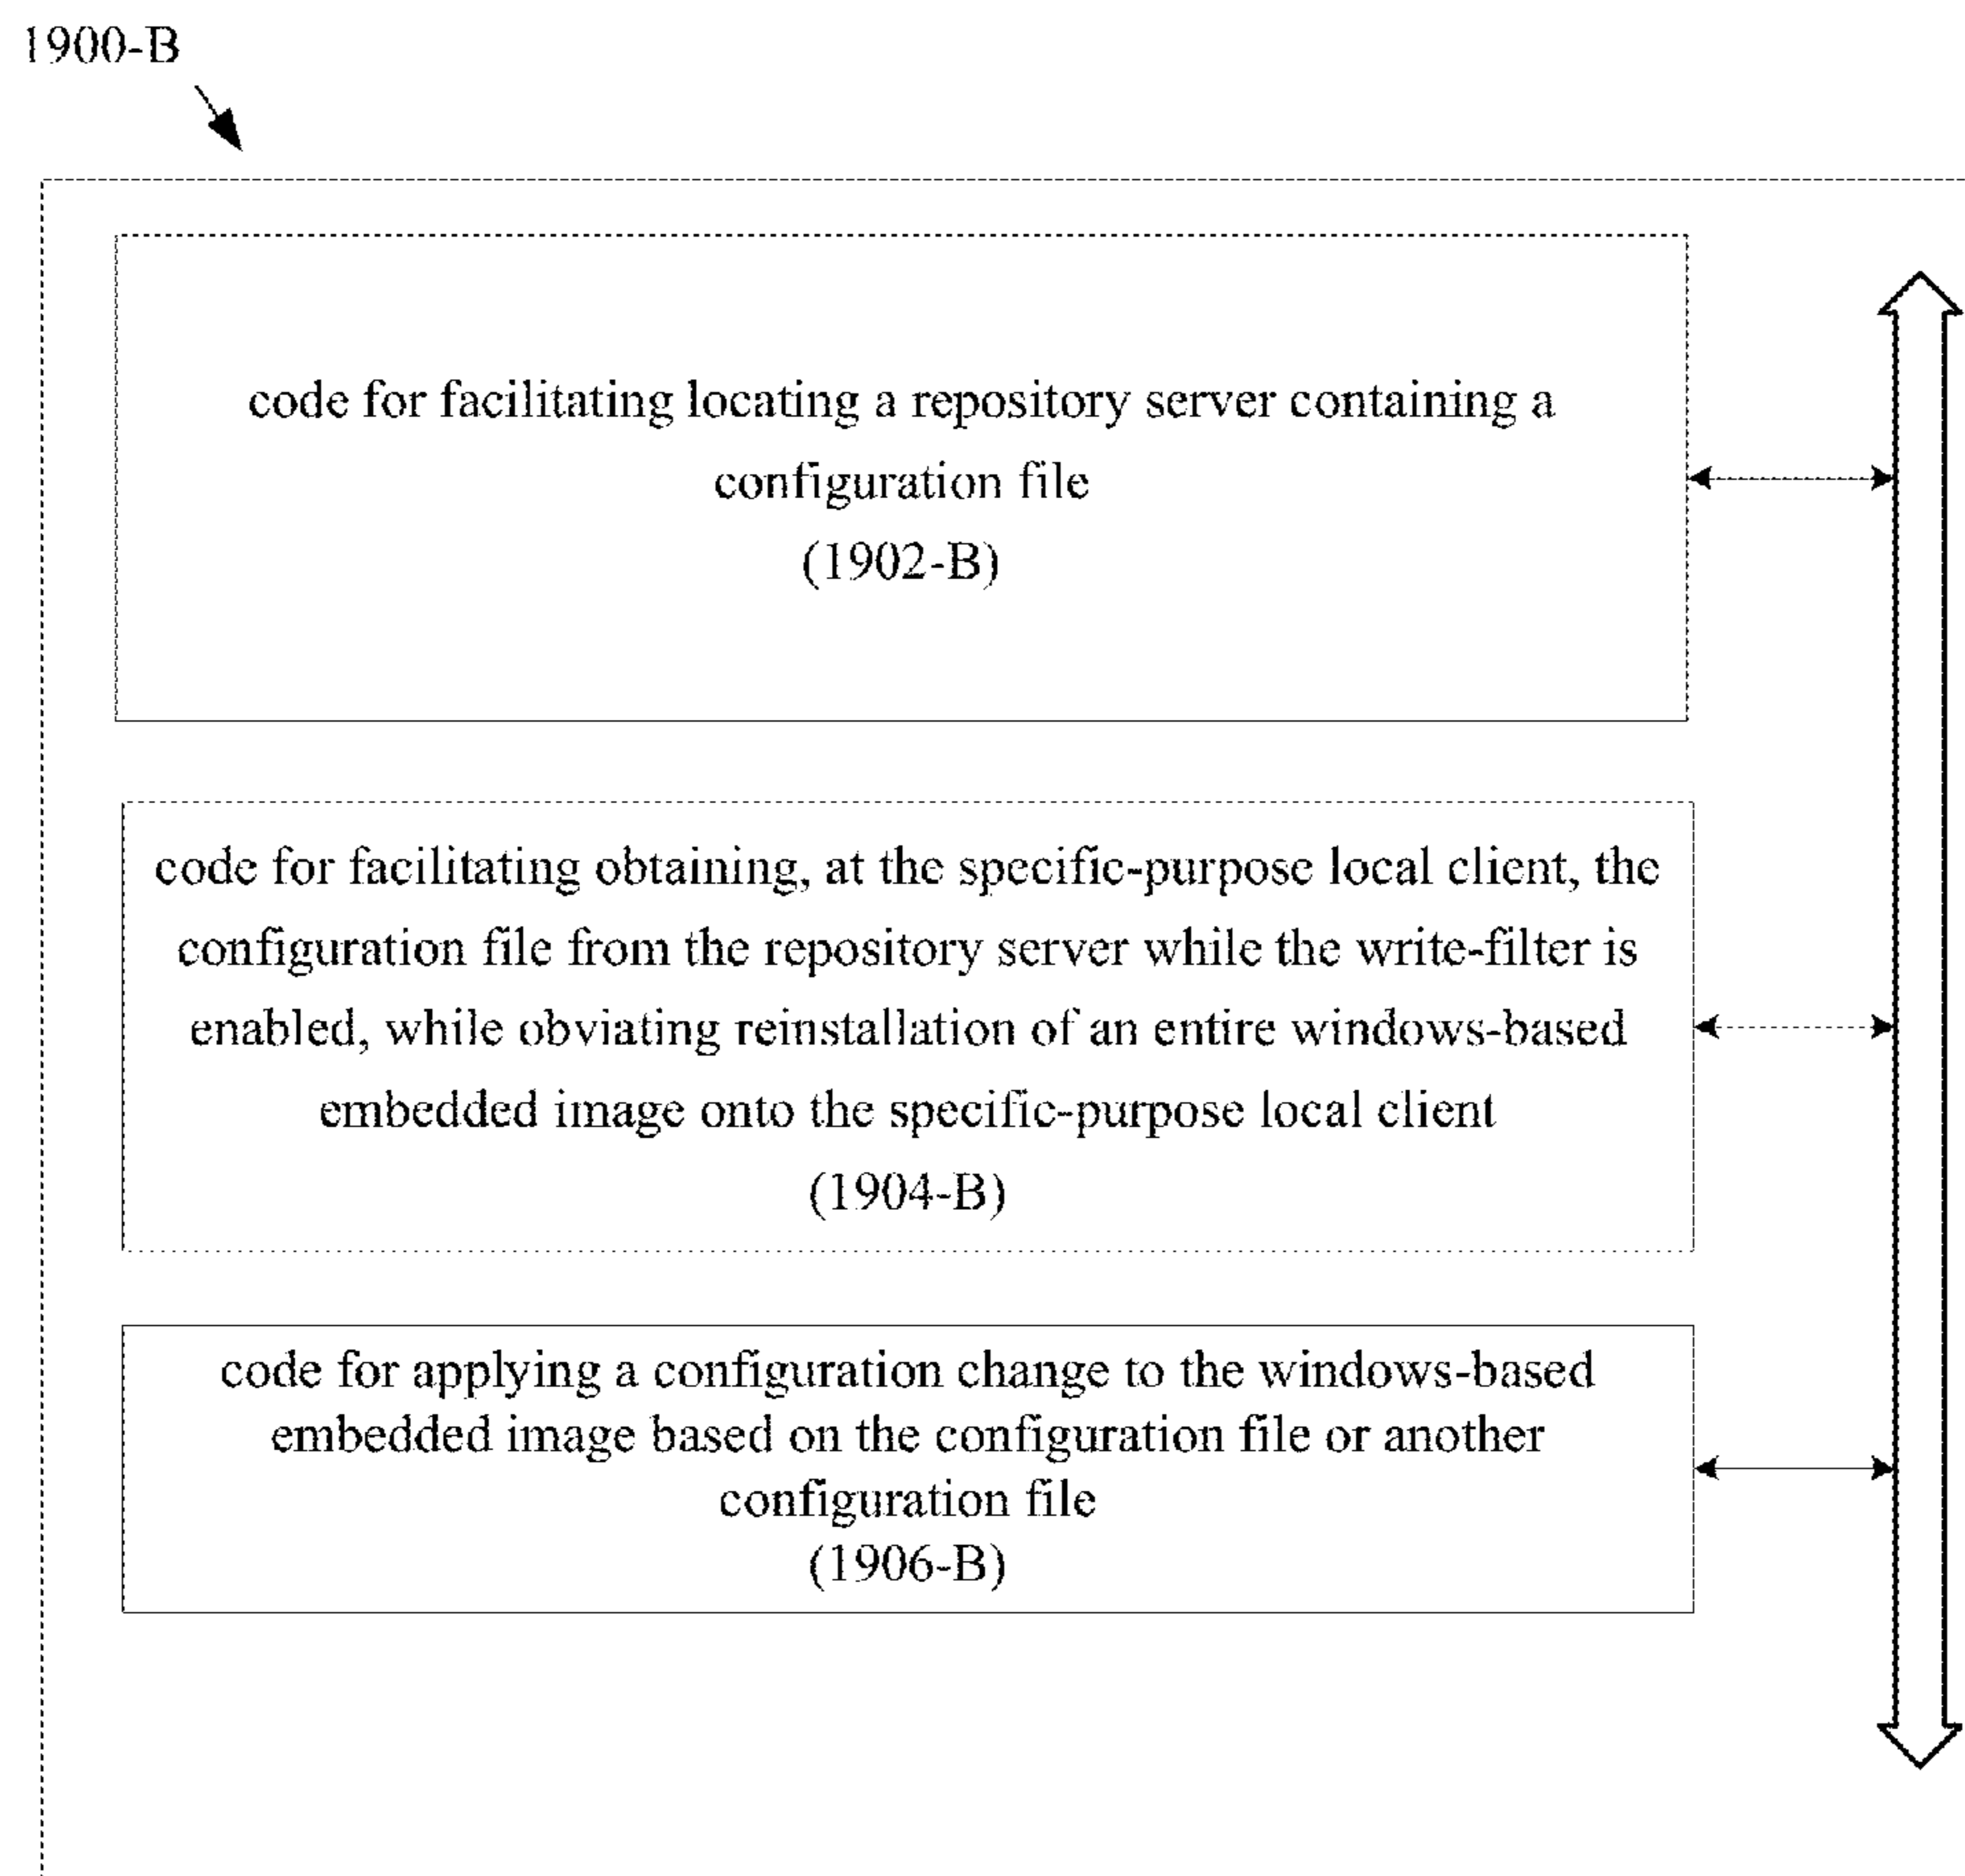 1900-B
code for facilitating locating a repository server containing a
configuration file
(1902-B)
code for facilitating obtaining, at the specific-purpose local client, the
configuration file from the repository server while the write-filter is
enabled, while obviating reinstallation of an entire windows-based
embedded image onto the specific-purpose local client
(1904-B)
code for applying a configuration change to the windows-based
embedded image based on the configuration file or another
configuration file
(1906-B)